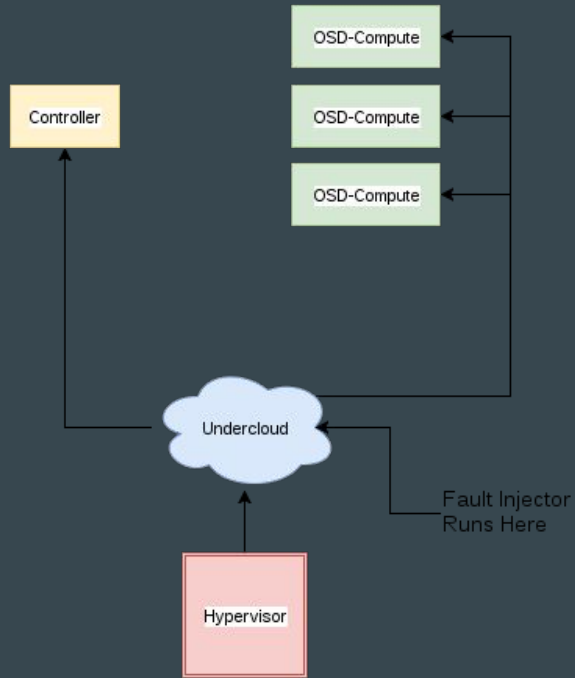 OSD-Compute
Controller
OSD-Compute
OSD-Compute
Undercloud
Fault Injector
Runs Here
Hypervisor